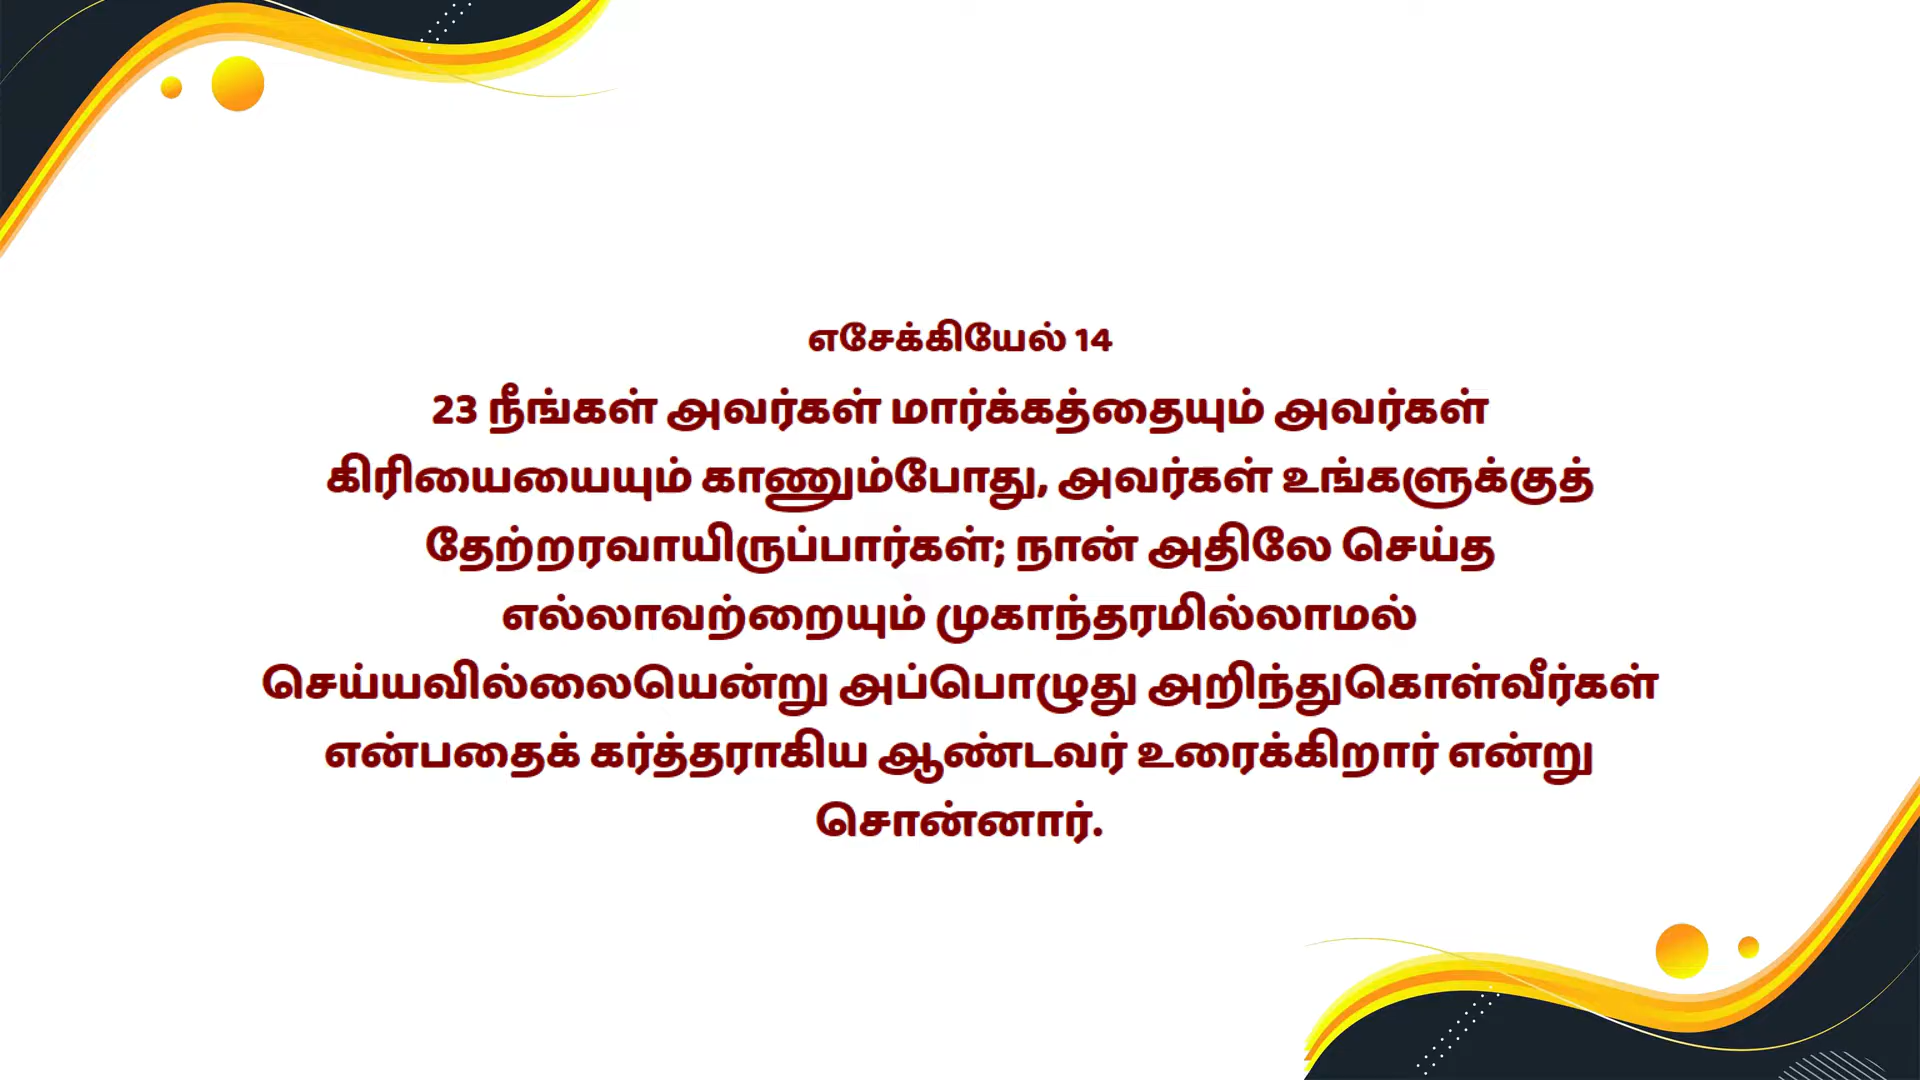 எசேக்கியேல் 14
23 நீங்கள் அவர்கள் மார்க்கத்தையும் அவர்கள்
கிரியையையும் காணும்போது, அவர்கள் உங்களுக்குத்
தேற்றரவாயிருப்பார்கள்; நான் அதிலே செய்த
எல்லாவற்றையும் முகாந்தரமில்லாமல்
செய்யவில்லையென்று அப்பொழுது அறிந்துகொள்வீர்கள்
என்பதைக் கர்த்தராகிய ஆண்டவர் உரைக்கிறார் என்று
சொன்னார்.